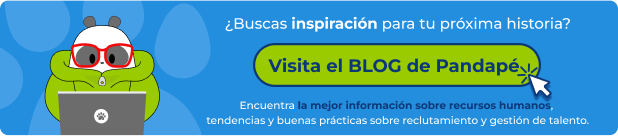 ¿Buscas inspiración para tu próxima historia?
Visita el BLOG de Pandapé
Encuentra la mejor información sobre recursos humanos,
tendencias y buenas prácticas sobre reclutamiento y gestión de talento.